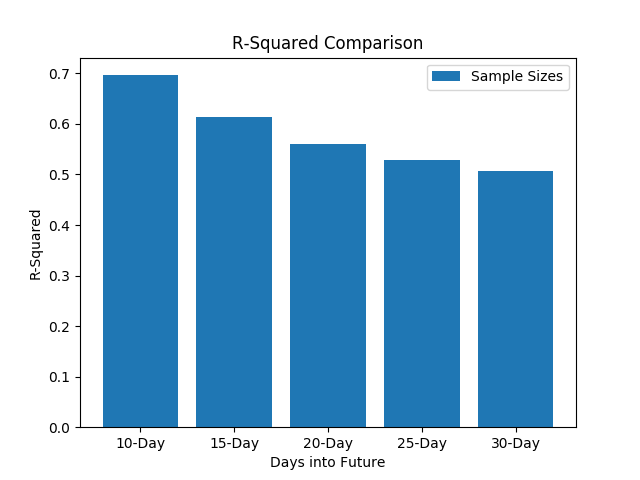 R-Squared Comparison
Sample Sizes
R-Squared
0.7
0.6
0.5
0.4
0.3
0.2
0.1
0.0
10-Day 15-Day 20-Day 25-Day 30-Day
Days into Future